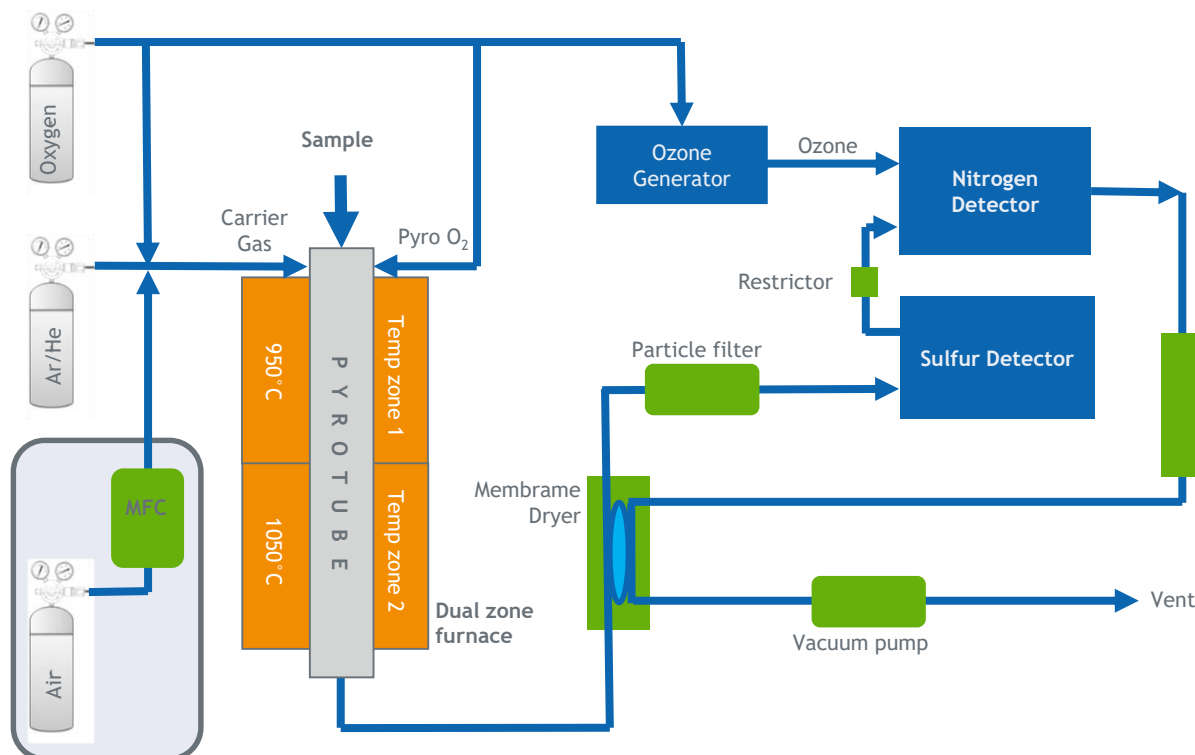 Oxygen
Sample
Ozone
Generator
Ozone
Nitrogen
Detector
Carrier
Gas
Pyro O₂
Ar/He
Restrictor
950°C
PYROTUBE
Temp zone 1
Particle filter
Sulfur Detector
MFC
Membrame
Dryer
1050°C
Temp zone 2
Dual zone
furnace
Air
Vacuum pump
Vent